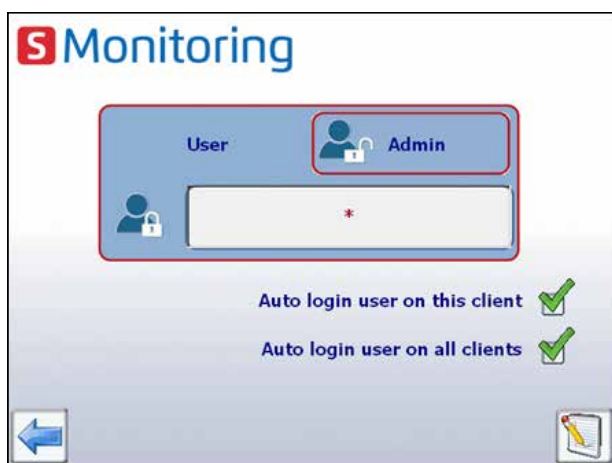 S Monitoring
User Admin
*
Auto login user on this client
Auto login user on all clients